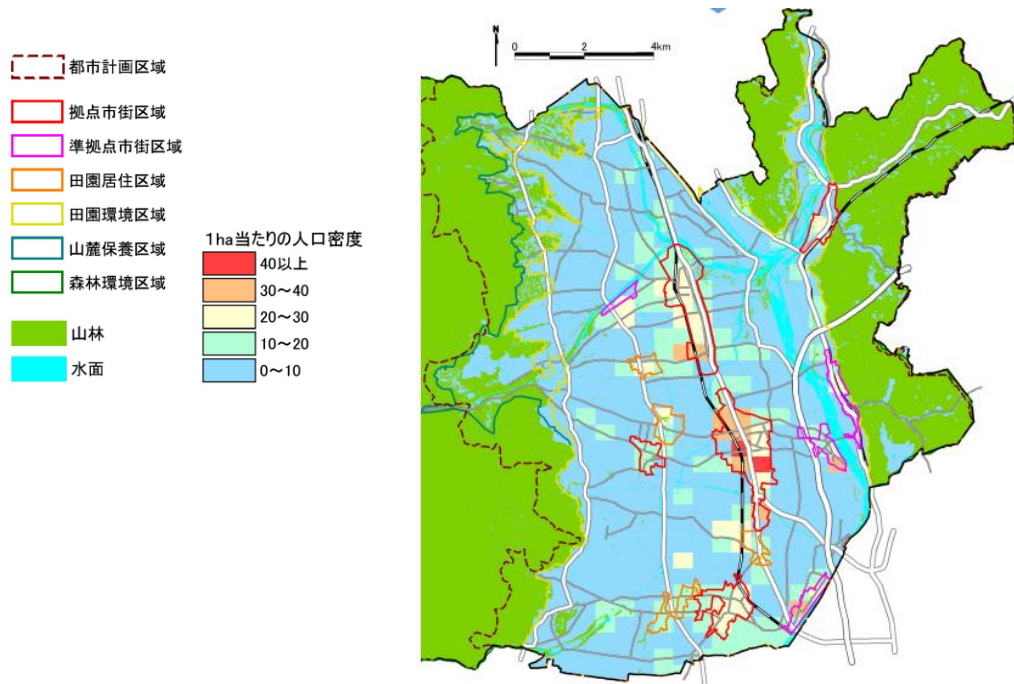 都市計画区域
拠点市街区域
準拠点市街区域
田園居住区域
田園環境区域
山麓保養区域
森林環境区域
山林
水面
1ha当たりの人口密度
40以上
30～40
20～30
10～20
0～10
N
0 2 4km